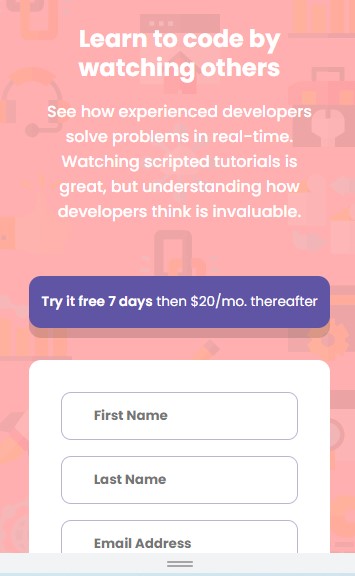 Learn to code by
watching others
See how experienced developers
solve problems in real-time.
Watching scripted tutorials is
great, but understanding how
developers think is invaluable.
Try it free 7 days then $20/mo. thereafter
First Name
Last Name
Email Address